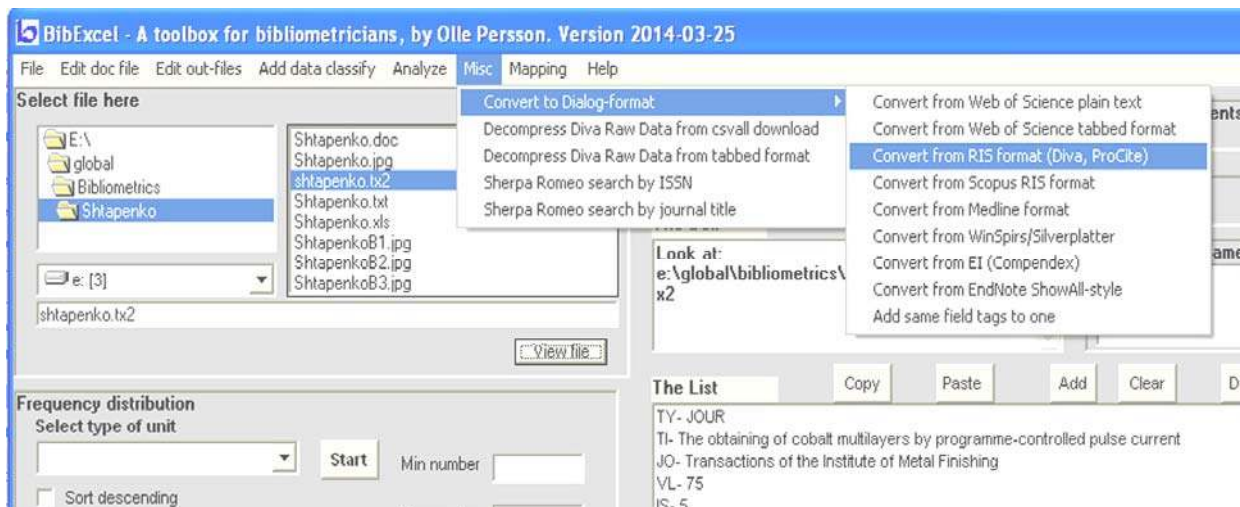 BibExcel - A toolbox for bibliometricians, by Olle Persson. Version 2014-03-25
File Edit doc file Edit out-files Add data classify Analyze Misc Mapping Help
Select file here
E:\
global
Bibliometrics
Shtapenko
Shtapenko.doc
Shtapenko.jpg
shtapenko.tx2
Shtapenko.txt
Shtapenko.xls
ShtapenkoB1.jpg
ShtapenkoB2.jpg
ShtapenkoB3.jpg
e: [3]
shtapenko.tx2
View file
Convert to Dialog-format
Decompress Diva Raw Data from csvall download
Decompress Diva Raw Data from tabbed format
Sherpa Romeo search by ISSN
Sherpa Romeo search by journal title
Convert from Web of Science plain text
Convert from Web of Science tabbed format
Convert from RIS format (Diva, ProCite)
Convert from Scopus RIS format
Convert from Medline format
Convert from WinSpirs/Silverplatter
Convert from EI (Compendex)
Convert from EndNote ShowAll-style
Add same field tags to one
Look at:
e:\global\bibliometrics\
x2
Frequency distribution
Select type of unit
Start
Min number
Sort descending
The List
Copy Paste Add Clear
TY- JOUR
TI- The obtaining of cobalt multilayers by programme-controlled pulse current
JO- Transactions of the Institute of Metal Finishing
VL- 75
IS- 5